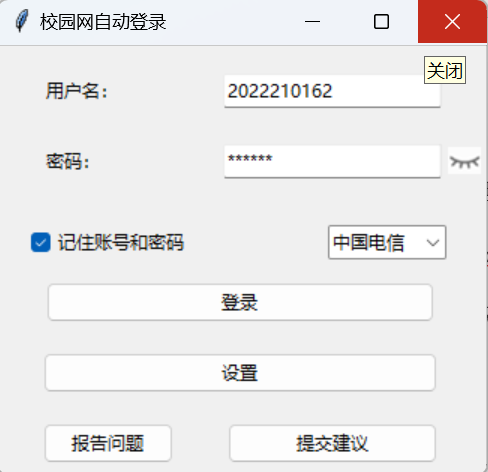 校园网自动登录
关闭
用户名：
2022210162
密码：
******
记住账号和密码
中国电信
登录
设置
报告问题
提交建议